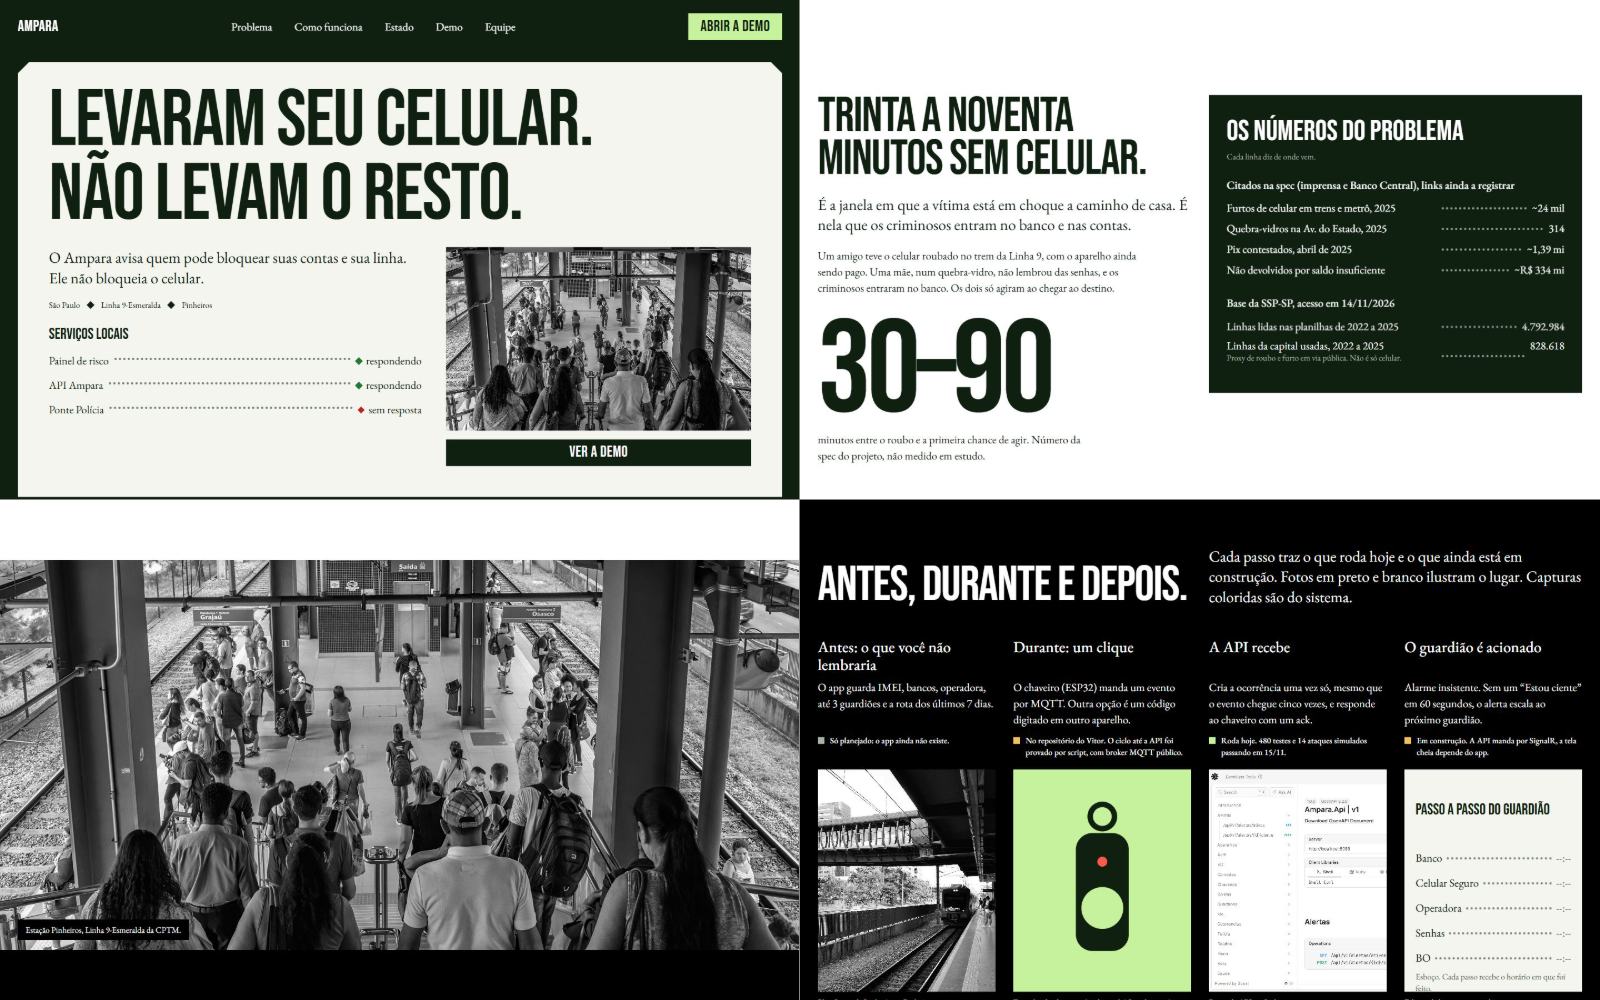 AMPARA
Problema
Como funciona
Estado
Demo
Equipe
ABRIR A DEMO
LEVARAM SEU CELULAR.
NÃO LEVAM O RESTO.
O Ampara avisa quem pode bloquear suas contas e sua linha.
Ele não bloqueia o celular.
São Paulo ◆ Linha 9-Esmeralda ◆ Pinheiros
SERVIÇOS LOCAIS
Painel de risco ◆ respondendo
API Ampara ◆ respondendo
Ponte Polícia ◆ sem resposta
VER A DEMO
TRINTA A NOVENTA
MINUTOS SEM CELULAR.
É a janela em que a vítima está em choque a caminho de casa. É
nela que os criminosos entram no banco e nas contas.
Um amigo teve o celular roubado no trem da Linha 9, com o aparelho ainda
sendo pago. Uma mãe, num quebra-vidro, não lembrou das senhas, e os
criminosos entraram no banco. Os dois só agiram ao chegar ao destino.
30–90
minutos entre o roubo e a primeira chance de agir. Número da
spec do projeto, não medido em estudo.
OS NÚMEROS DO PROBLEMA
Cada linha diz de onde vem.
Citados na spec (imprensa e Banco Central), links ainda a registrar
Furtos de celular em trens e metrô, 2025 ~24 mil
Quebra-vidros na Av. do Estado, 2025 314
Pix contestados, abril de 2025 ~1,39 mi
Não devolvidos por saldo insuficiente ~R$ 334 mi
Base da SSP-SP, acesso em 14/11/2026
Linhas lidas nas planilhas de 2022 a 2025 4.792.984
Linhas da capital usadas, 2022 a 2025 828.618
Proxy de roubo e furto em via pública. Não é só celular.
Saída
Grajaú
Osasco
Estação Pinheiros, Linha 9-Esmeralda da CPTM.
ANTES, DURANTE E DEPOIS.
Cada passo traz o que roda hoje e o que ainda está em
construção. Fotos em preto e branco ilustram o lugar. Capturas
coloridas são do sistema.
Antes: o que você não
lembraria
O app guarda IMEI, bancos, operadora,
até 3 guardiões e a rota dos últimos 7 dias.
Só planejado: o app ainda não existe.
Durante: um clique
O chaveiro (ESP32) manda um evento
por MQTT. Outra opção é um código
digitado em outro aparelho.
No repositório do Vitor. O ciclo até a API foi
provado por script, com broker MQTT público.
A API recebe
Cria a ocorrência uma vez só, mesmo que
o evento chegue cinco vezes, e responde
ao chaveiro com um ack.
Roda hoje. 480 testes e 14 ataques simulados
passando em 15/11.
Ampara.Api | v1
Download OpenAPI Document
Server
Client Libraries
Alertas
Operations
O guardião é acionado
Alarme insistente. Sem um “Estou ciente”
em 60 segundos, o alerta escala ao
próximo guardião.
Em construção. A API manda por SignalR, a tela
cheia depende do app.
PASSO A PASSO DO GUARDIÃO
Banco --:--
Celular Seguro --:--
Operadora --:--
Senhas --:--
BO --:--
Esboço. Cada passo recebe o horário em que foi
feito.